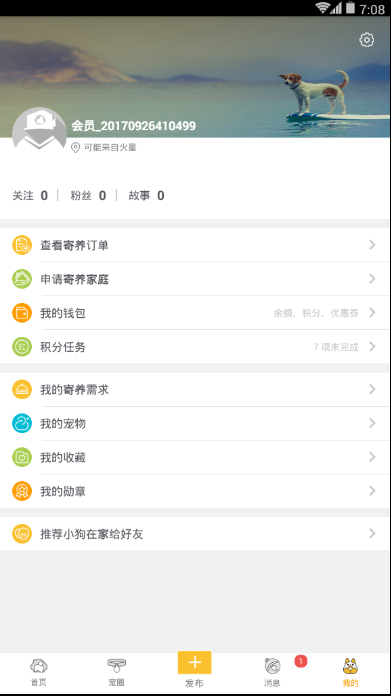 7:08
会员_20170926410499
可能来自火星
关注 0 粉丝 0 故事 0
查看寄养订单
申请寄养家庭
我的钱包 余额、积分、优惠券
积分任务 7 项未完成
我的寄养需求
我的宠物
我的收藏
我的勋章
推荐小狗在家给好友
1
首页 宠圈 发布 消息 我的